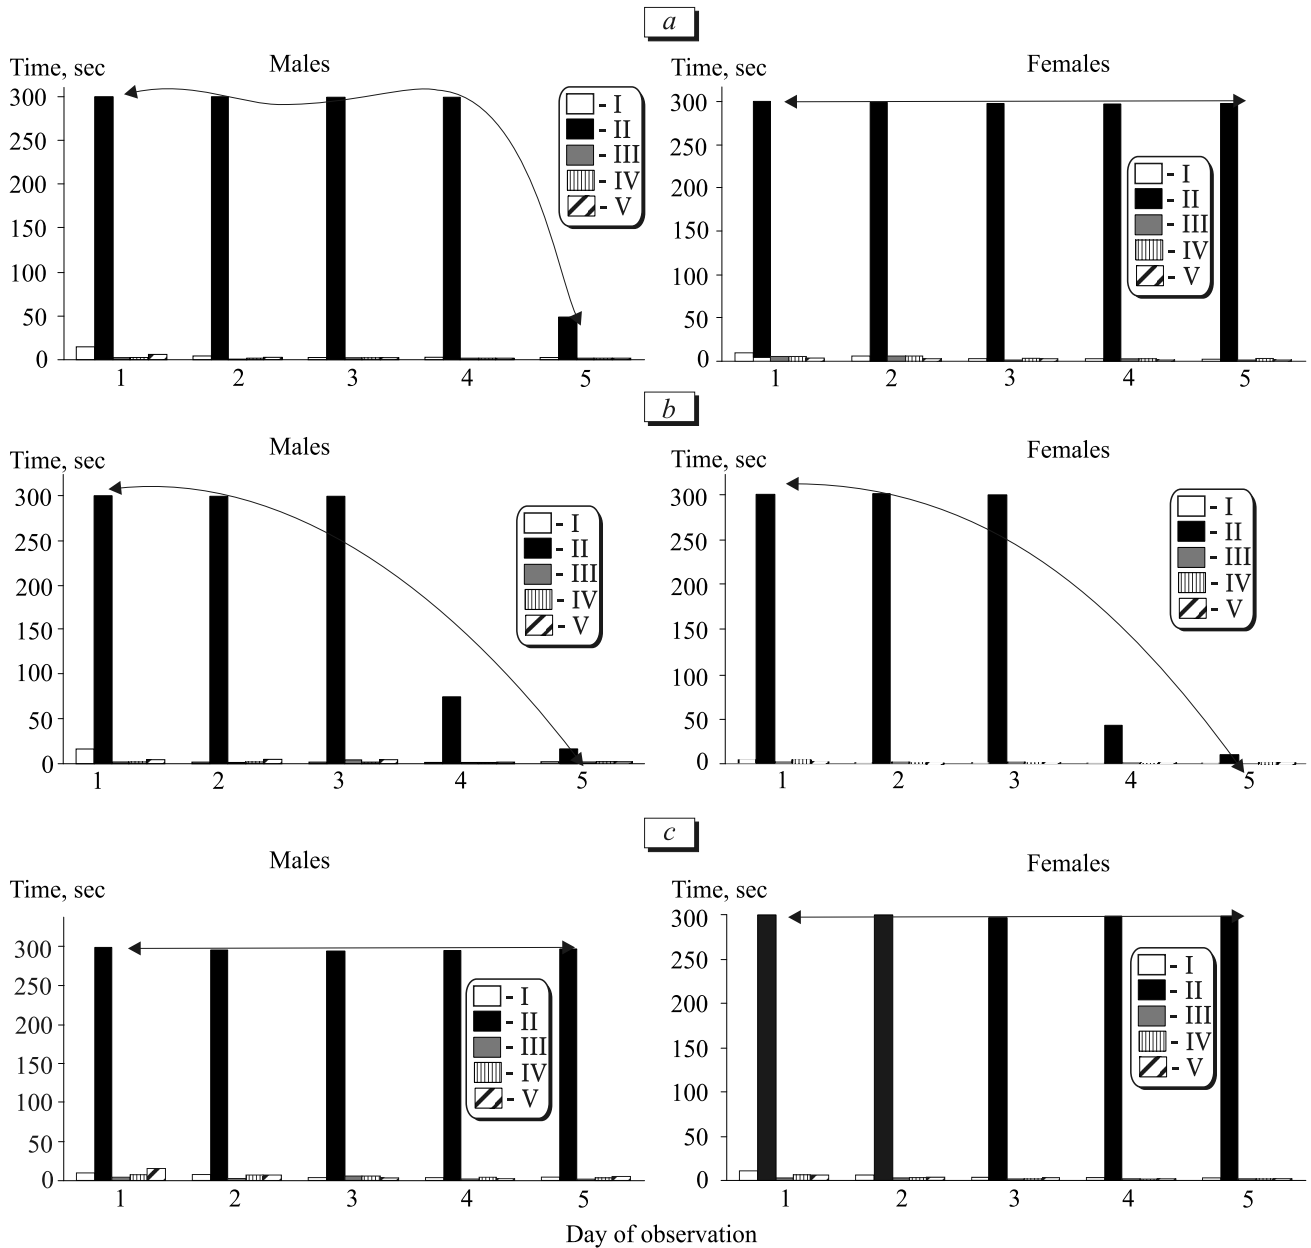 a
Males
Females
Time, sec
Time, sec
300
250
200
150
100
50
0
- I
- II
- III
- IV
- V
1 2 3 4 5
300
250
200
150
100
50
0
- I
- II
- III
- IV
- V
1 2 3 4 5
b
Males
Females
Time, sec
Time, sec
300
250
200
150
100
50
0
- I
- II
- III
- IV
- V
1 2 3 4 5
300
250
200
150
100
50
0
- I
- II
- III
- IV
- V
1 2 3 4 5
c
Males
Females
Time, sec
Time, sec
300
250
200
150
100
50
0
- I
- II
- III
- IV
- V
1 2 3 4 5
300
250
200
150
100
50
0
- I
- II
- III
- IV
- V
1 2 3 4 5
Day of observation